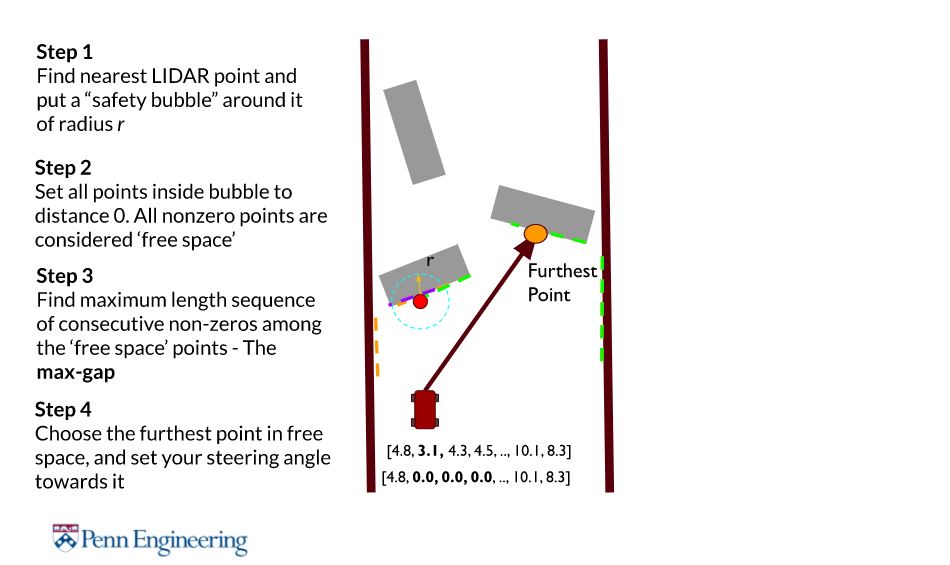 Step 1
Find nearest LIDAR point and
put a “safety bubble” around it
of radius r
Step 2
Set all points inside bubble to
distance 0. All nonzero points are
considered ‘free space’
Step 3
Find maximum length sequence
of consecutive non-zeros among
the ‘free space’ points - The
max-gap
Step 4
Choose the furthest point in free
space, and set your steering angle
towards it
r
Furthest
Point
[4.8, 3.1, 4.3, 4.5, .., 10.1, 8.3]
[4.8, 0.0, 0.0, 0.0, .., 10.1, 8.3]
Penn Engineering